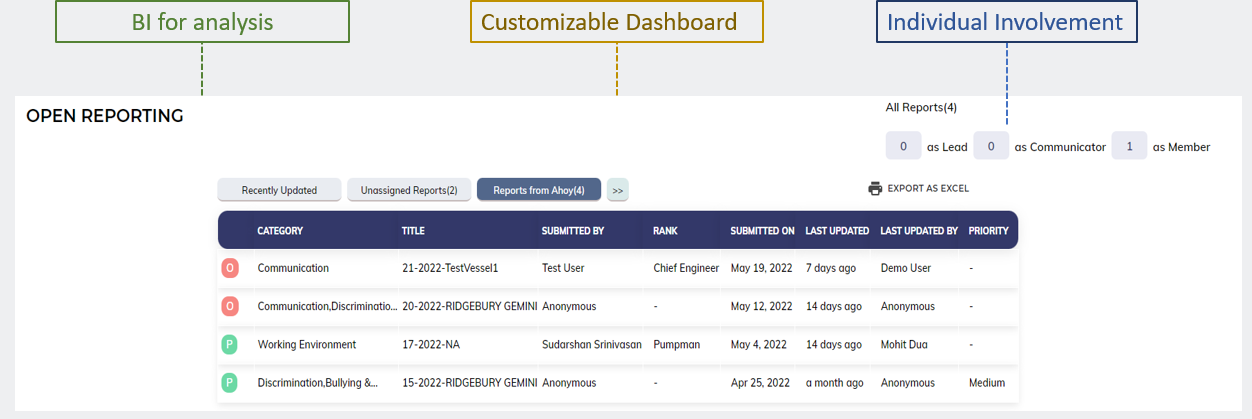 BI for analysis Customizable Dashboard Individual Involvement
OPEN REPORTING
All Reports(4)
0 as Lead 0 as Communicator 1 as Member
Recently Updated Unassigned Reports(2) Reports from Ahoy(4) >> EXPORT AS EXCEL
CATEGORY TITLE SUBMITTED BY RANK SUBMITTED ON LAST UPDATED LAST UPDATED BY PRIORITY
O Communication 21-2022-TestVessel1 Test User Chief Engineer May 19, 2022 7 days ago Demo User -
O Communication,Discriminatio... 20-2022-RIDGEBURY GEMINI Anonymous - May 12, 2022 14 days ago Anonymous -
P Working Environment 17-2022-NA Sudarshan Srinivasan Pumpman May 4, 2022 14 days ago Mohit Dua -
P Discrimination,Bullying &... 15-2022-RIDGEBURY GEMINI Anonymous - Apr 25, 2022 a month ago Anonymous Medium